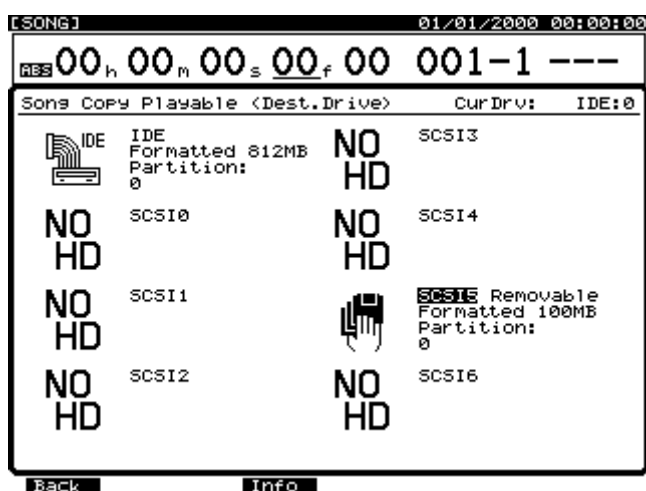 [SONG] 01/01/2000 00:00:00
ABS 00h 00m 00s 00f 00 001-1 ---
Song Copy Playable <Dest.Drive> CurDrv: IDE:0
IDE
IDE
Formatted 812MB
Partition:
0
NO HD
SCSI0
NO HD
SCSI1
NO HD
SCSI2
NO HD
SCSI3
NO HD
SCSI4
SCSI5 Removable
Formatted 100MB
Partition:
0
NO HD
SCSI6
Back Info